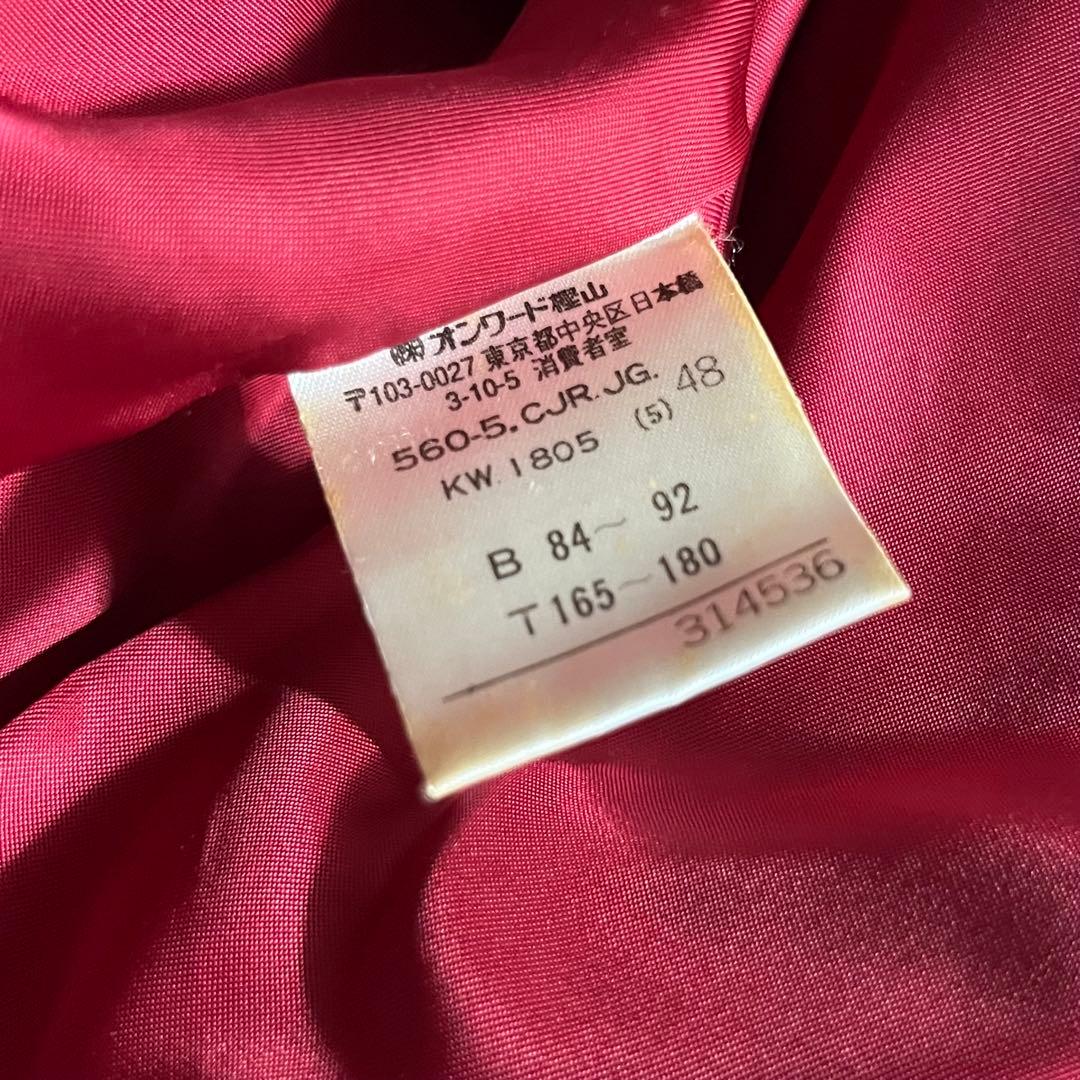 ㈱オンワード樫山
〒103-0027 東京都中央区日本橋
3-10-5 消費者室
560-5.CJR.JG. 48
KW.1805 (5)
B 84～ 92
T 165～180
314536